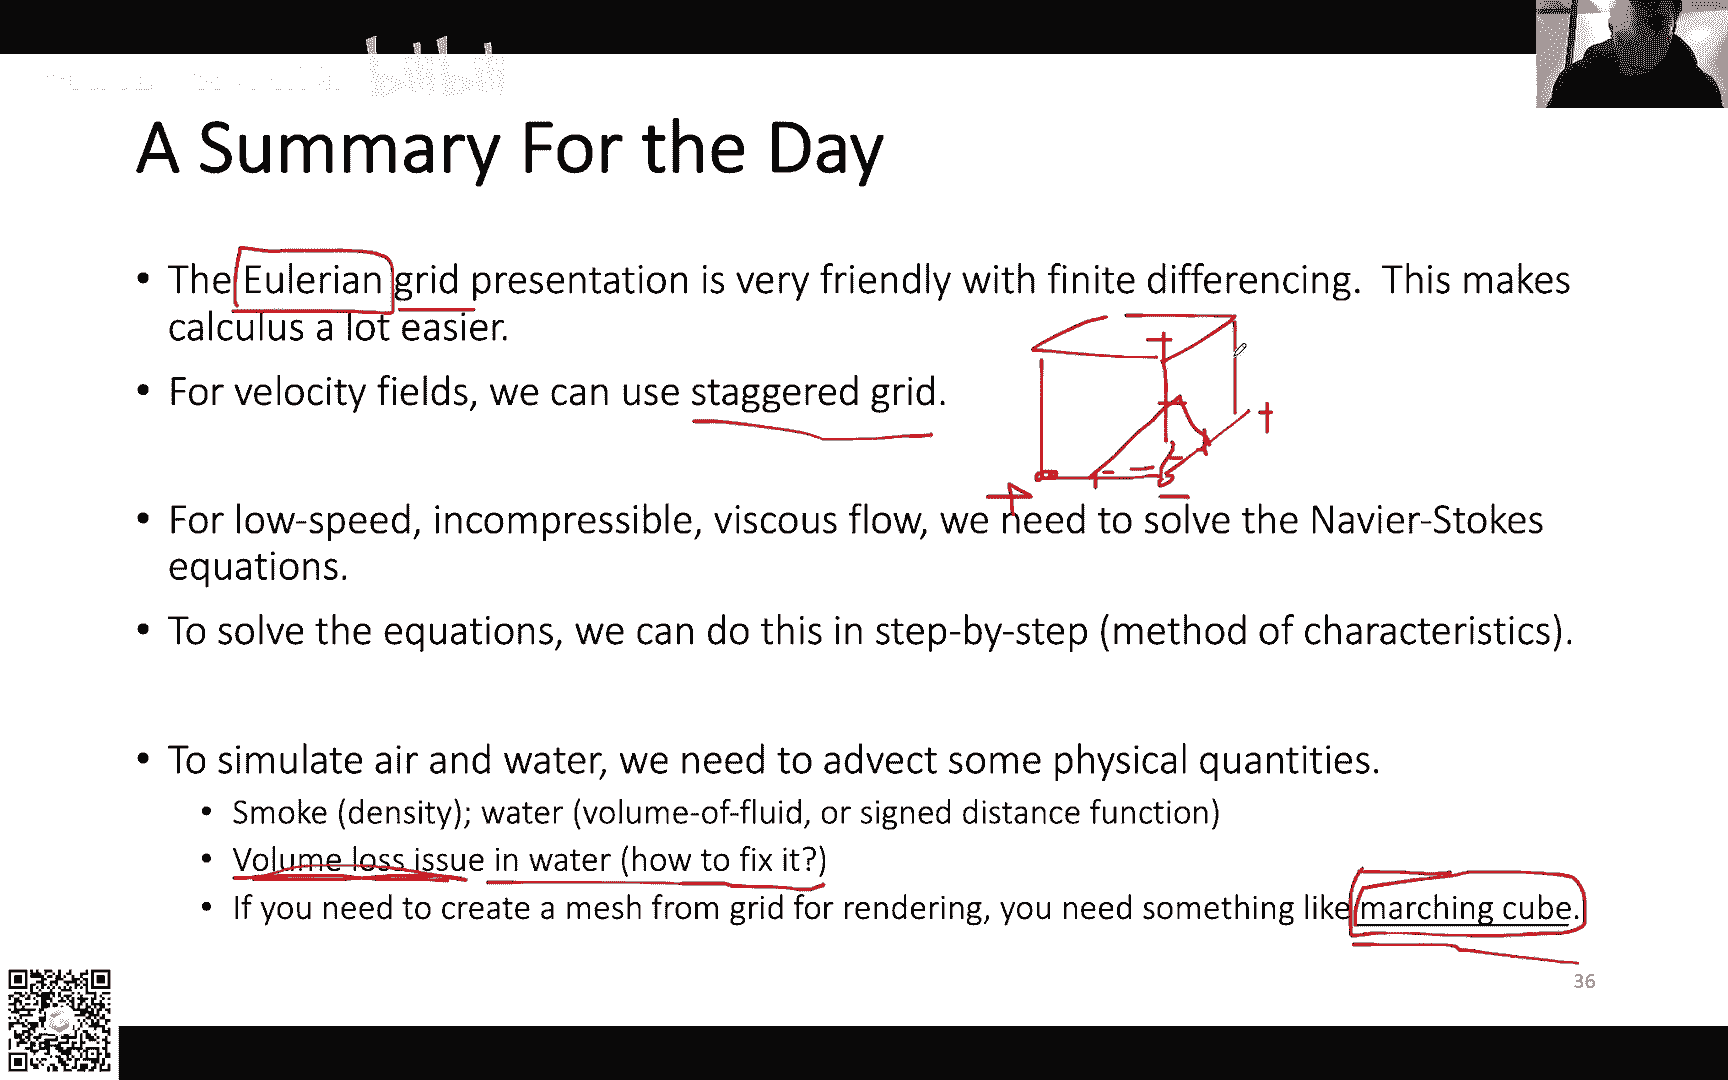 bilibili
A Summary For the Day
• The Eulerian grid presentation is very friendly with finite differencing. This makes
calculus a lot easier.
• For velocity fields, we can use staggered grid.
• For low-speed, incompressible, viscous flow, we need to solve the Navier-Stokes
equations.
• To solve the equations, we can do this in step-by-step (method of characteristics).
• To simulate air and water, we need to advect some physical quantities.
• Smoke (density); water (volume-of-fluid, or signed distance function)
• Volume loss issue in water (how to fix it?)
• If you need to create a mesh from grid for rendering, you need something like marching cube.
36